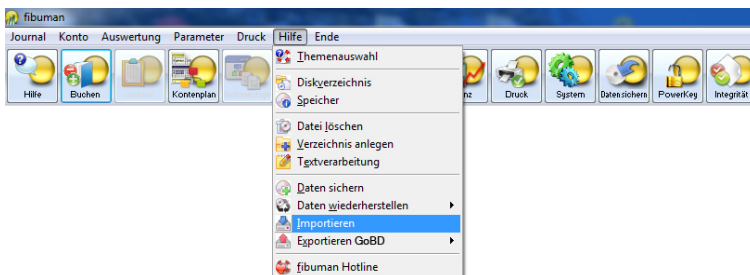 fibuman
Journal Konto Auswertung Parameter Druck Hilfe Ende
Hilfe Buchen Kontenplan nz Druck System Daten sichern PowerKey Integrität
Themenauswahl
Diskverzeichnis
Speicher
Datei löschen
Verzeichnis anlegen
Textverarbeitung
Daten sichern
Daten wiederherstellen
Importieren
Exportieren GoBD
fibuman Hotline